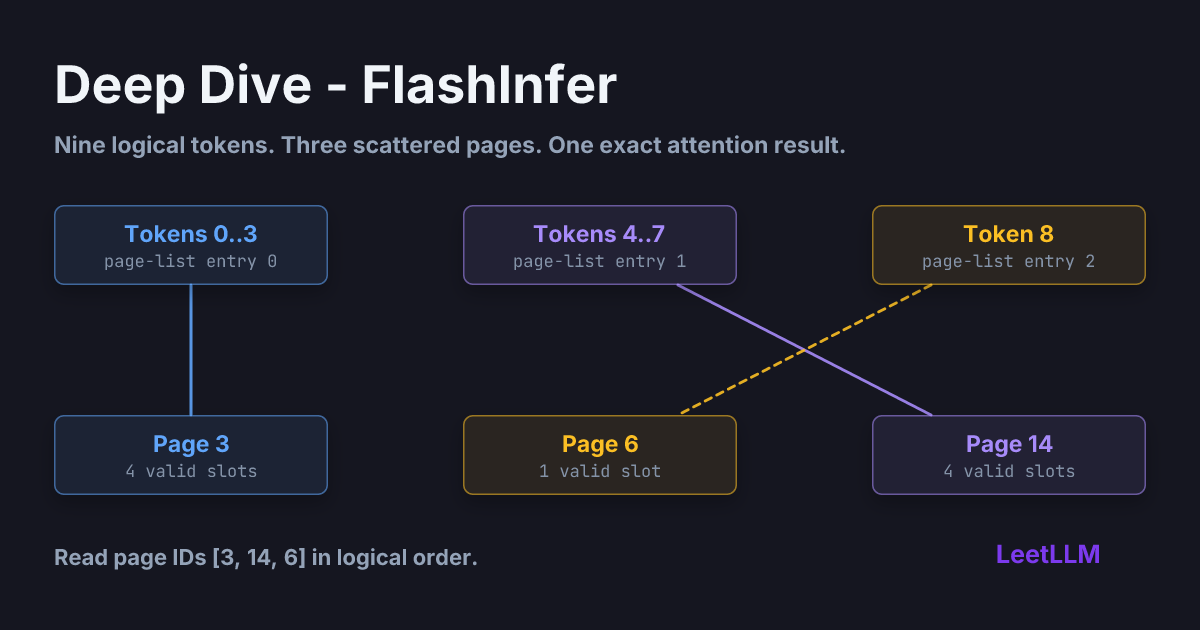 Deep Dive - FlashInfer
Nine logical tokens. Three scattered pages. One exact attention result.
Tokens 0..3
page-list entry 0
Tokens 4..7
page-list entry 1
Token 8
page-list entry 2
Page 3
4 valid slots
Page 6
1 valid slot
Page 14
4 valid slots
Read page IDs [3, 14, 6] in logical order.
LeetLLM